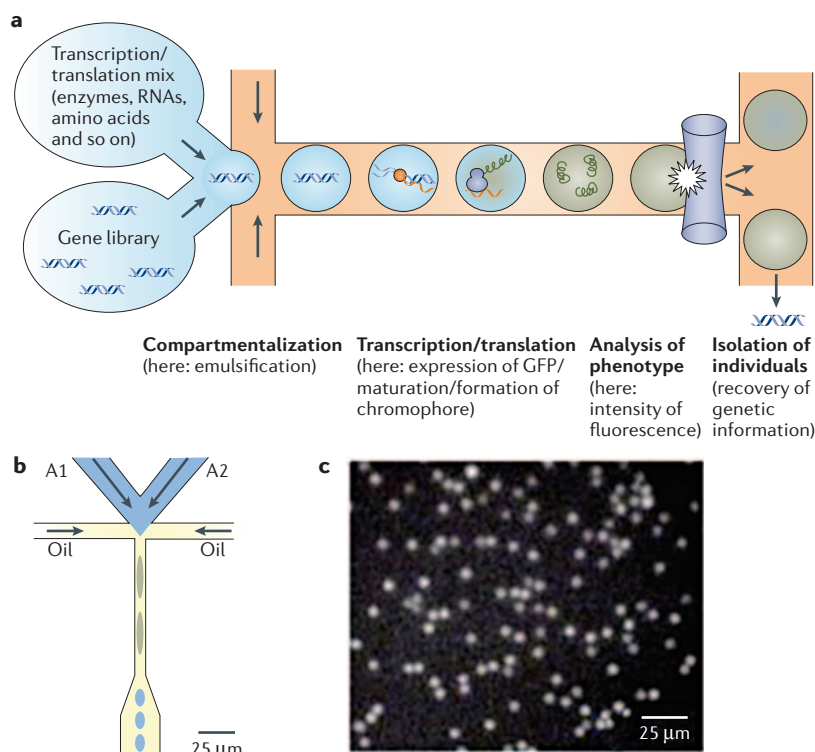 a
Transcription/
translation mix
(enzymes, RNAs,
amino acids
and so on)
Gene library
Compartmentalization
(here: emulsification)
Transcription/translation
(here: expression of GFP/
maturation/formation of
chromophore)
Analysis of
phenotype
(here:
intensity of
fluorescence)
Isolation of
individuals
(recovery of
genetic
information)
b
A1
A2
Oil
Oil
25 µm
c
25 µm